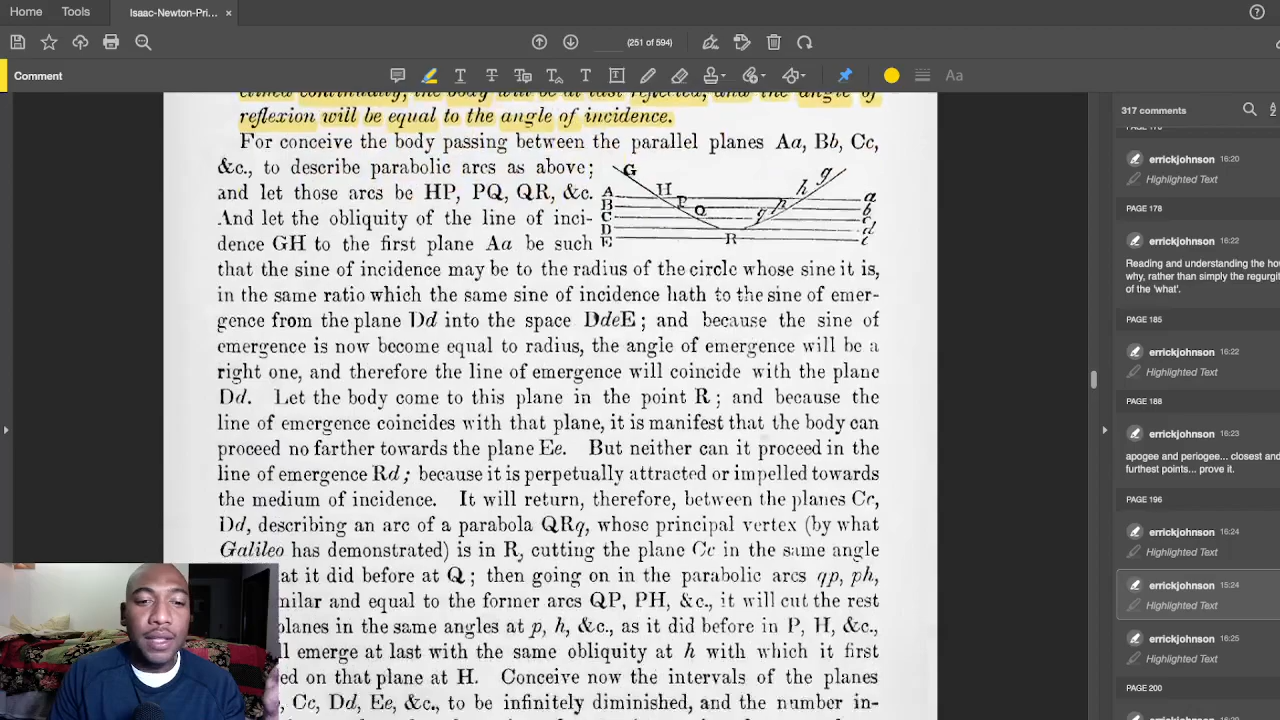 Home
Tools
Isaac-Newton-Pri... ×
(251 of 594)
Comment
T T T T T Aa
clined continually, the body will be at last reflected, and the angle of
reflexion will be equal to the angle of incidence.
For conceive the body passing between the parallel planes Aa, Bb, Cc,
&c., to describe parabolic arcs as above;
and let those arcs be HP, PQ, QR, &c.
And let the obliquity of the line of inci-
dence GH to the first plane Aa be such
G H P Q R q p h g
A a
B b
C c
D d
E e
that the sine of incidence may be to the radius of the circle whose sine it is,
in the same ratio which the same sine of incidence hath to the sine of emer-
gence from the plane Dd into the space DdeE; and because the sine of
emergence is now become equal to radius, the angle of emergence will be a
right one, and therefore the line of emergence will coincide with the plane
Dd. Let the body come to this plane in the point R; and because the
line of emergence coincides with that plane, it is manifest that the body can
proceed no farther towards the plane Ee. But neither can it proceed in the
line of emergence Rd; because it is perpetually attracted or impelled towards
the medium of incidence. It will return, therefore, between the planes Cc,
Dd, describing an arc of a parabola QRq, whose principal vertex (by what
Galileo has demonstrated) is in R, cutting the plane Cc in the same angle
at it did before at Q; then going on in the parabolic arcs qp, ph,
milar and equal to the former arcs QP, PH, &c., it will cut the rest
planes in the same angles at p, h, &c., as it did before in P, H, &c.,
ll emerge at last with the same obliquity at h with which it first
ed on that plane at H. Conceive now the intervals of the planes
Cc, Dd, Ee, &c., to be infinitely diminished, and the number in-
317 comments
PAGE 176
errickjohnson 16:20
Highlighted Text
PAGE 178
errickjohnson 16:22
Reading and understanding the how
why, rather than simply the regurgit
of the 'what'.
PAGE 185
errickjohnson 16:22
Highlighted Text
PAGE 188
errickjohnson 16:23
apogee and periogee... closest and
furthest points... prove it.
PAGE 196
errickjohnson 16:24
Highlighted Text
errickjohnson 15:24
Highlighted Text
errickjohnson 16:25
Highlighted Text
PAGE 200